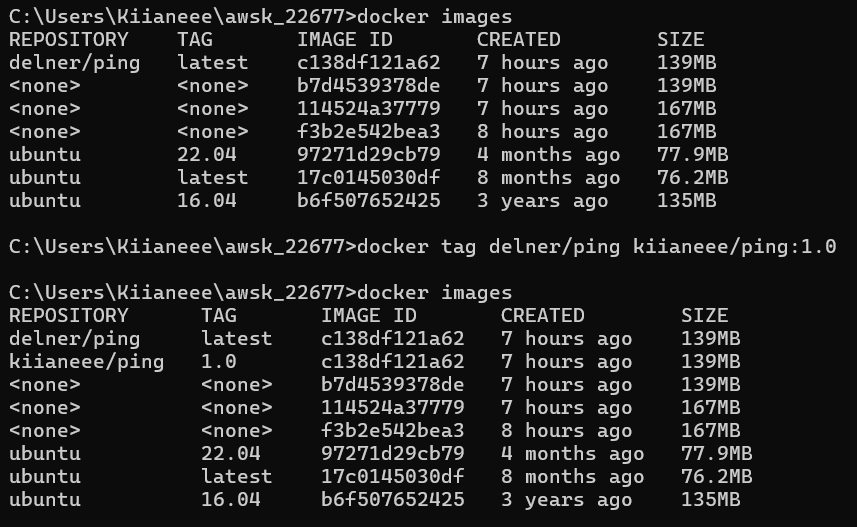 C:\Users\Kiianeee\awsk_22677>docker images
REPOSITORY    TAG       IMAGE ID       CREATED        SIZE
delner/ping   latest    c138df121a62   7 hours ago    139MB
<none>        <none>    b7d4539378de   7 hours ago    139MB
<none>        <none>    114524a37779   7 hours ago    167MB
<none>        <none>    f3b2e542bea3   8 hours ago    167MB
ubuntu        22.04     97271d29cb79   4 months ago   77.9MB
ubuntu        latest    17c0145030df   8 months ago   76.2MB
ubuntu        16.04     b6f507652425   3 years ago    135MB
C:\Users\Kiianeee\awsk_22677>docker tag delner/ping kiianeee/ping:1.0
C:\Users\Kiianeee\awsk_22677>docker images
REPOSITORY      TAG       IMAGE ID       CREATED        SIZE
delner/ping     latest    c138df121a62   7 hours ago    139MB
kiianeee/ping   1.0       c138df121a62   7 hours ago    139MB
<none>          <none>    b7d4539378de   7 hours ago    139MB
<none>          <none>    114524a37779   7 hours ago    167MB
<none>          <none>    f3b2e542bea3   8 hours ago    167MB
ubuntu          22.04     97271d29cb79   4 months ago   77.9MB
ubuntu          latest    17c0145030df   8 months ago   76.2MB
ubuntu          16.04     b6f507652425   3 years ago    135MB